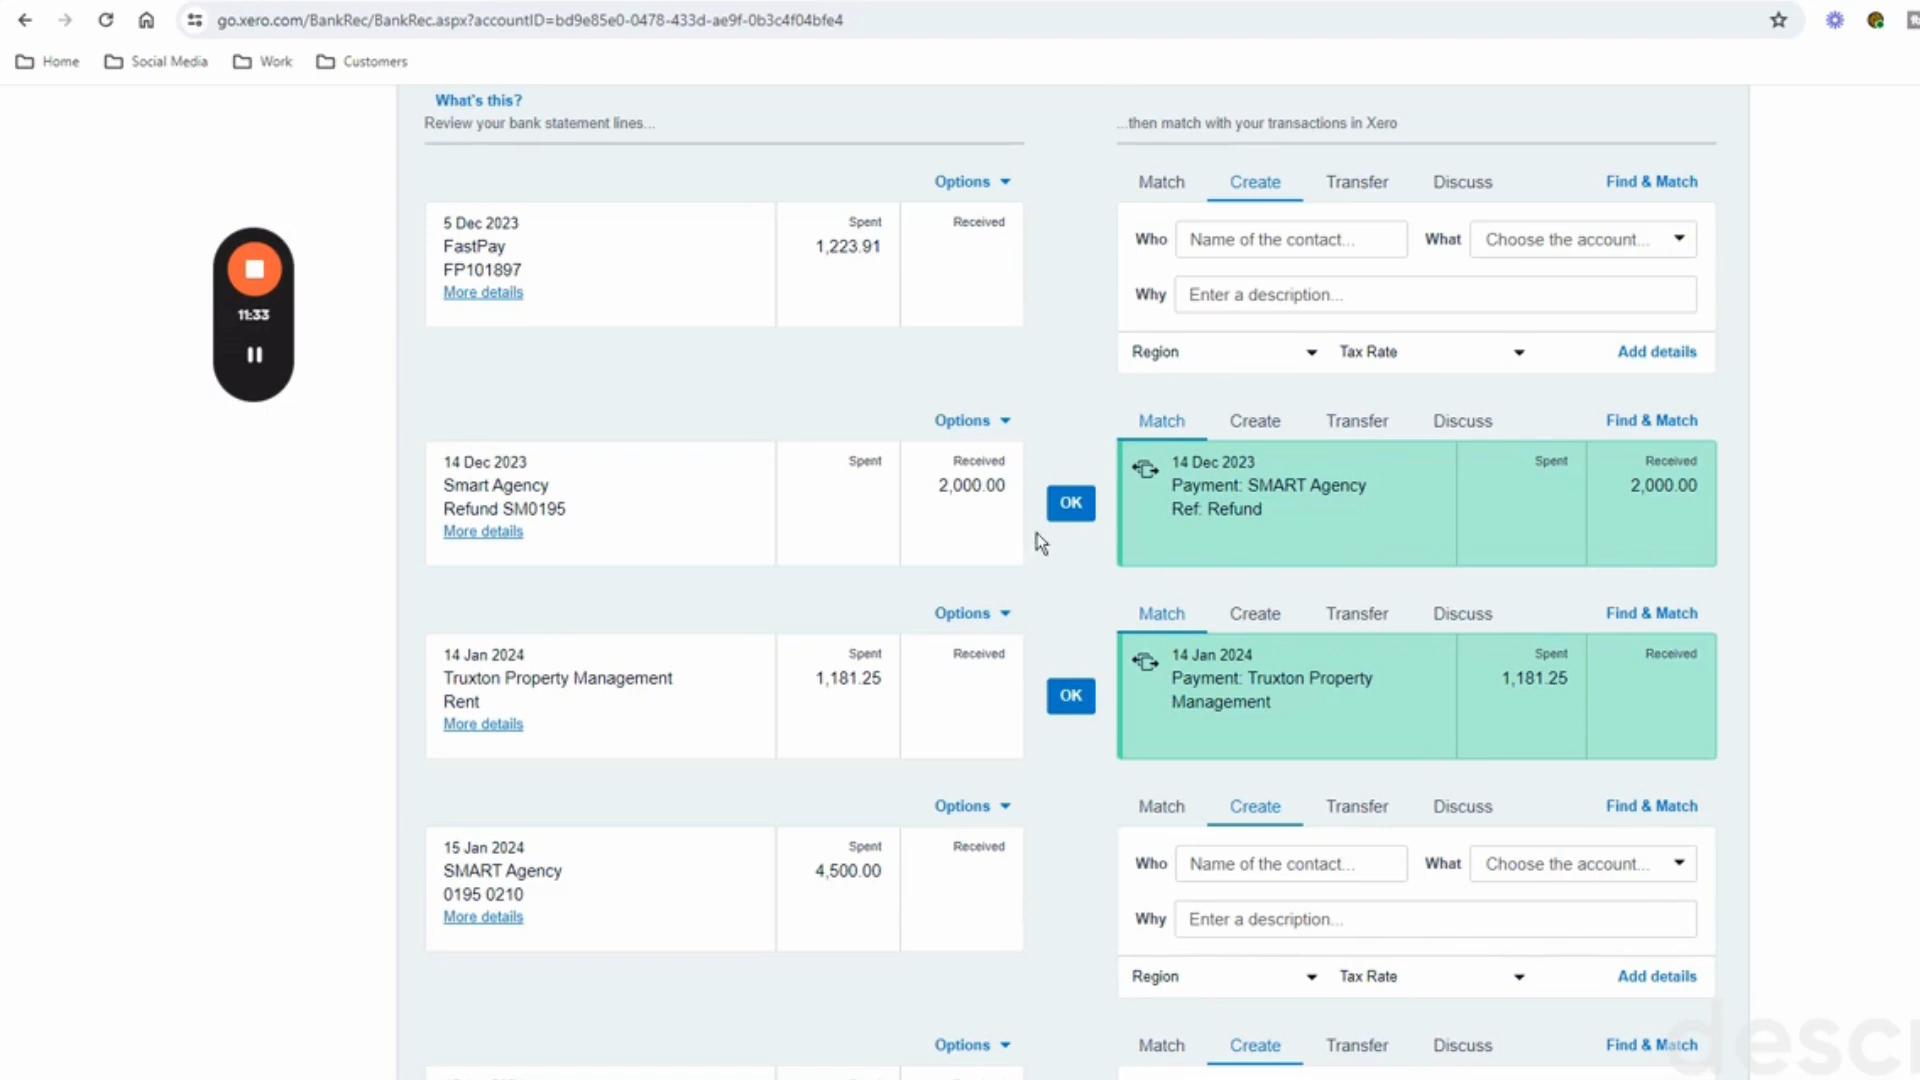 go.xero.com/BankRec/BankRec.aspx?accountID=bd9e85e0-0478-433d-ae9f-0b3c4f04bfe4
Home Social Media Work Customers
What's this?
Review your bank statement lines... ...then match with your transactions in Xero
Options Match Create Transfer Discuss Find & Match
5 Dec 2023 Spent Received
FastPay 1,223.91
FP101897
More details
Who Name of the contact... What Choose the account...
Why Enter a description...
Region Tax Rate Add details
11:33
Options Match Create Transfer Discuss Find & Match
14 Dec 2023 Spent Received
Smart Agency 2,000.00
Refund SM0195
More details
OK
14 Dec 2023 Spent Received
Payment: SMART Agency 2,000.00
Ref: Refund
Options Match Create Transfer Discuss Find & Match
14 Jan 2024 Spent Received
Truxton Property Management 1,181.25
Rent
More details
OK
14 Jan 2024 Spent Received
Payment: Truxton Property 1,181.25
Management
Options Match Create Transfer Discuss Find & Match
15 Jan 2024 Spent Received
SMART Agency 4,500.00
0195 0210
More details
Who Name of the contact... What Choose the account...
Why Enter a description...
Region Tax Rate Add details
Options Match Create Transfer Discuss Find & Match